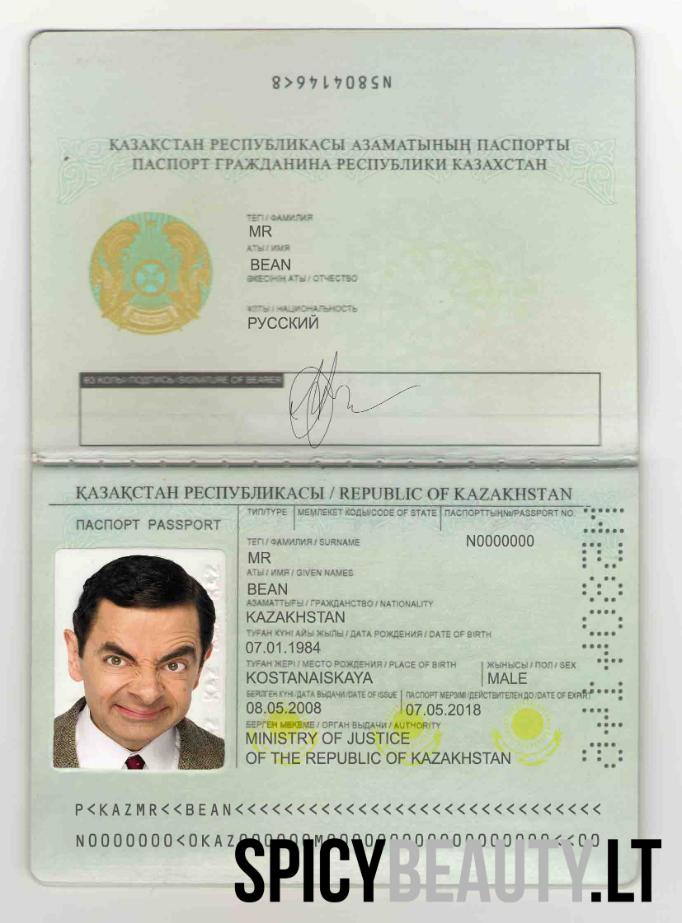 N5804146<8
ҚАЗАҚСТАН РЕСПУБЛИКАСЫ АЗАМАТЫНЫҢ ПАСПОРТЫ
ПАСПОРТ ГРАЖДАНИНА РЕСПУБЛИКИ КАЗАХСТАН
ТЕГІ / ФАМИЛИЯ
MR
АТЫ / ИМЯ
BEAN
ӘКЕСІНІҢ АТЫ / ОТЧЕСТВО
ҰЛТЫ / НАЦИОНАЛЬНОСТЬ
РУССКИЙ
ӨЗ ҚОЛЫ/ПОДПИСЬ/SIGNATURE OF BEARER
ҚАЗАҚСТАН РЕСПУБЛИКАСЫ / REPUBLIC OF KAZAKHSTAN
ПАСПОРТ PASSPORT
ТИП/TYPE МЕМЛЕКЕТ КОДЫ/CODE OF STATE ПАСПОРТТЫҢ№/PASSPORT NO.
ТЕГІ / ФАМИЛИЯ / SURNAME N0000000
MR
АТЫ / ИМЯ / GIVEN NAMES
BEAN
АЗАМАТТЫҒЫ / ГРАЖДАНСТВО / NATIONALITY
KAZAKHSTAN
ТУҒАН КҮНІ АЙЫ ЖЫЛЫ / ДАТА РОЖДЕНИЯ / DATE OF BIRTH
07.01.1984
ТУҒАН ЖЕРІ / МЕСТО РОЖДЕНИЯ / PLACE OF BIRTH ЖЫНЫСЫ / ПОЛ / SEX
KOSTANAISKAYA MALE
БЕРІЛГЕН КҮНІ/ДАТА ВЫДАЧИ/DATE OF ISSUE ПАСПОРТ МЕРЗІМІ/ДЕЙСТВИТЕЛЕН ДО/DATE OF EXPIRY
08.05.2008 07.05.2018
БЕРГЕН МЕКЕМЕ / ОРГАН ВЫДАЧИ / AUTHORITY
MINISTRY OF JUSTICE
OF THE REPUBLIC OF KAZAKHSTAN
P<KAZMR<<BEAN<<<<<<<<<<<<<<<<<<<<<<<<<<<<<<<
SPICYBEAUTY.LT